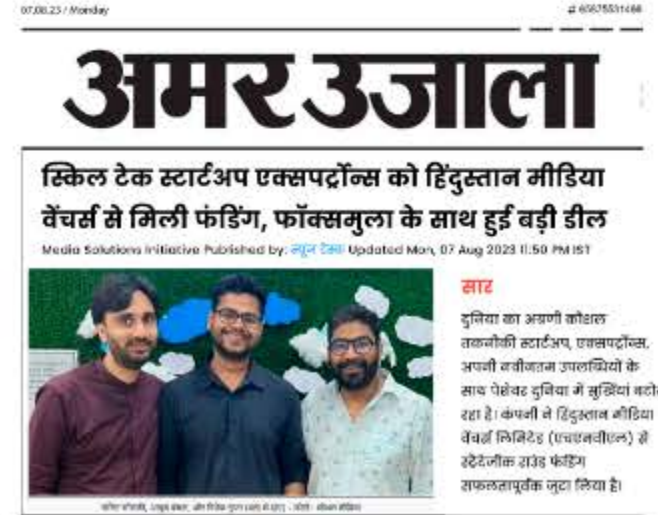 07.08.23 / Monday
अमर उजाला
स्किल टेक स्टार्टअप एक्सपर्ट्रोन्स को हिंदुस्तान मीडिया
वेंचर्स से मिली फंडिंग, फॉक्समुला के साथ हुई बड़ी डील
Media Solutions Initiative Published by: न्यूज डेस्क Updated Mon, 07 Aug 2023 11:50 PM IST
सार
दुनिया का अग्रणी कौशल
तकनीकी स्टार्टअप, एक्सपर्ट्रोन्स,
अपनी नवीनतम उपलब्धियों के
साथ पेशेवर दुनिया में सुर्खियां बटो
रहा है। कंपनी ने हिंदुस्तान मीडिया
वेंचर्स लिमिटेड (एचएमवीएल) से
स्ट्रेटेजीक राउंड फंडिंग
सफलतापूर्वक जुटा लिया है।